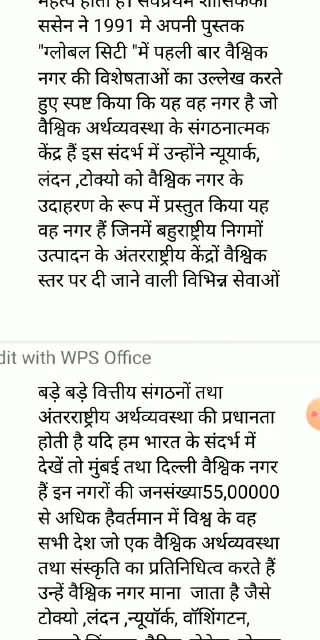 महत्व होता है। सर्वप्रथम शासिकका
ससेन ने 1991 मे अपनी पुस्तक
"ग्लोबल सिटी "में पहली बार वैश्विक
नगर की विशेषताओं का उल्लेख करते
हुए स्पष्ट किया कि यह वह नगर है जो
वैश्विक अर्थव्यवस्था के संगठनात्मक
केंद्र हैं इस संदर्भ में उन्होंने न्यूयार्क,
लंदन ,टोक्यो को वैश्विक नगर के
उदाहरण के रूप में प्रस्तुत किया यह
वह नगर हैं जिनमें बहुराष्ट्रीय निगमों
उत्पादन के अंतरराष्ट्रीय केंद्रों वैश्विक
स्तर पर दी जाने वाली विभिन्न सेवाओं
dit with WPS Office
बड़े बड़े वित्तीय संगठनों तथा
अंतरराष्ट्रीय अर्थव्यवस्था की प्रधानता
होती है यदि हम भारत के संदर्भ में
देखें तो मुंबई तथा दिल्ली वैश्विक नगर
हैं इन नगरों की जनसंख्या55,00000
से अधिक हैवर्तमान में विश्व के वह
सभी देश जो एक वैश्विक अर्थव्यवस्था
तथा संस्कृति का प्रतिनिधित्व करते हैं
उन्हें वैश्विक नगर माना  जाता है जैसे
टोक्यो ,लंदन ,न्यूयॉर्क, वॉशिंगटन,